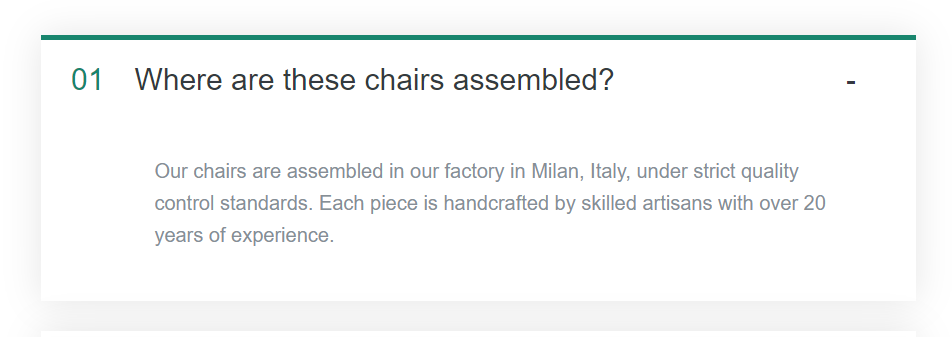 01 Where are these chairs assembled? -
Our chairs are assembled in our factory in Milan, Italy, under strict quality
control standards. Each piece is handcrafted by skilled artisans with over 20
years of experience.